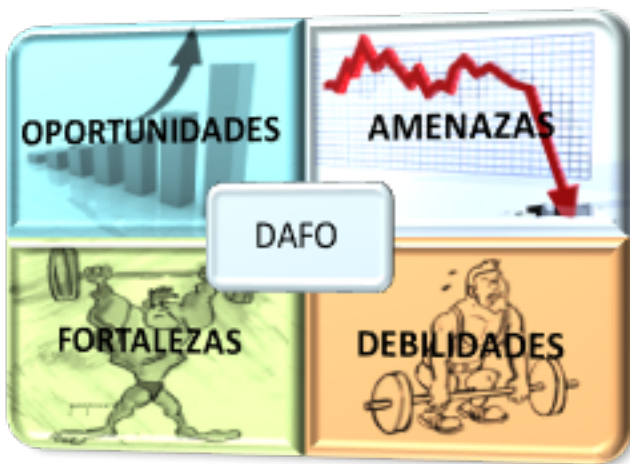 OPORTUNIDADES
AMENAZAS
DAFO
FORTALEZAS
DEBILIDADES